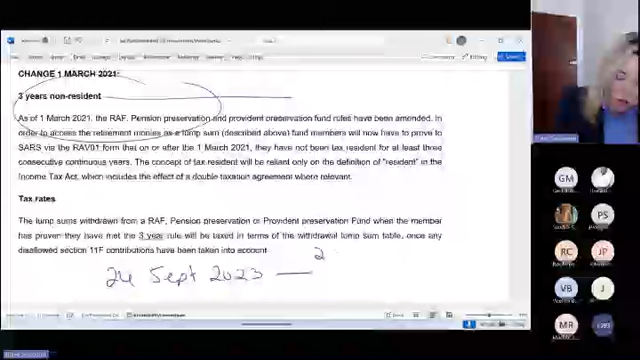 CHANGE 1 MARCH 2021:
3 years non-resident
As of 1 March 2021, the RAF, Pension preservation and provident preservation fund rules have been amended. In
order to access the retirement monies as a lump sum (described above) fund members will now have to prove to
SARS via the RAV01 form that on or after the 1 March 2021, they have not been tax resident for at least three
consecutive continuous years. The concept of tax resident will be reliant only on the definition of "resident" in the
Income Tax Act, which includes the effect of a double taxation agreement where relevant.
Tax rates
The lump sums withdrawn from a RAF, Pension preservation or Provident preservation Fund when the member
has proven they have met the 3 year rule will be taxed in terms of the withdrawal lump sum table, once any
disallowed section 11F contributions have been taken into account
24 Sept 2023 — 2
Editing
GM
PS
RC
JP
VB
J
MR